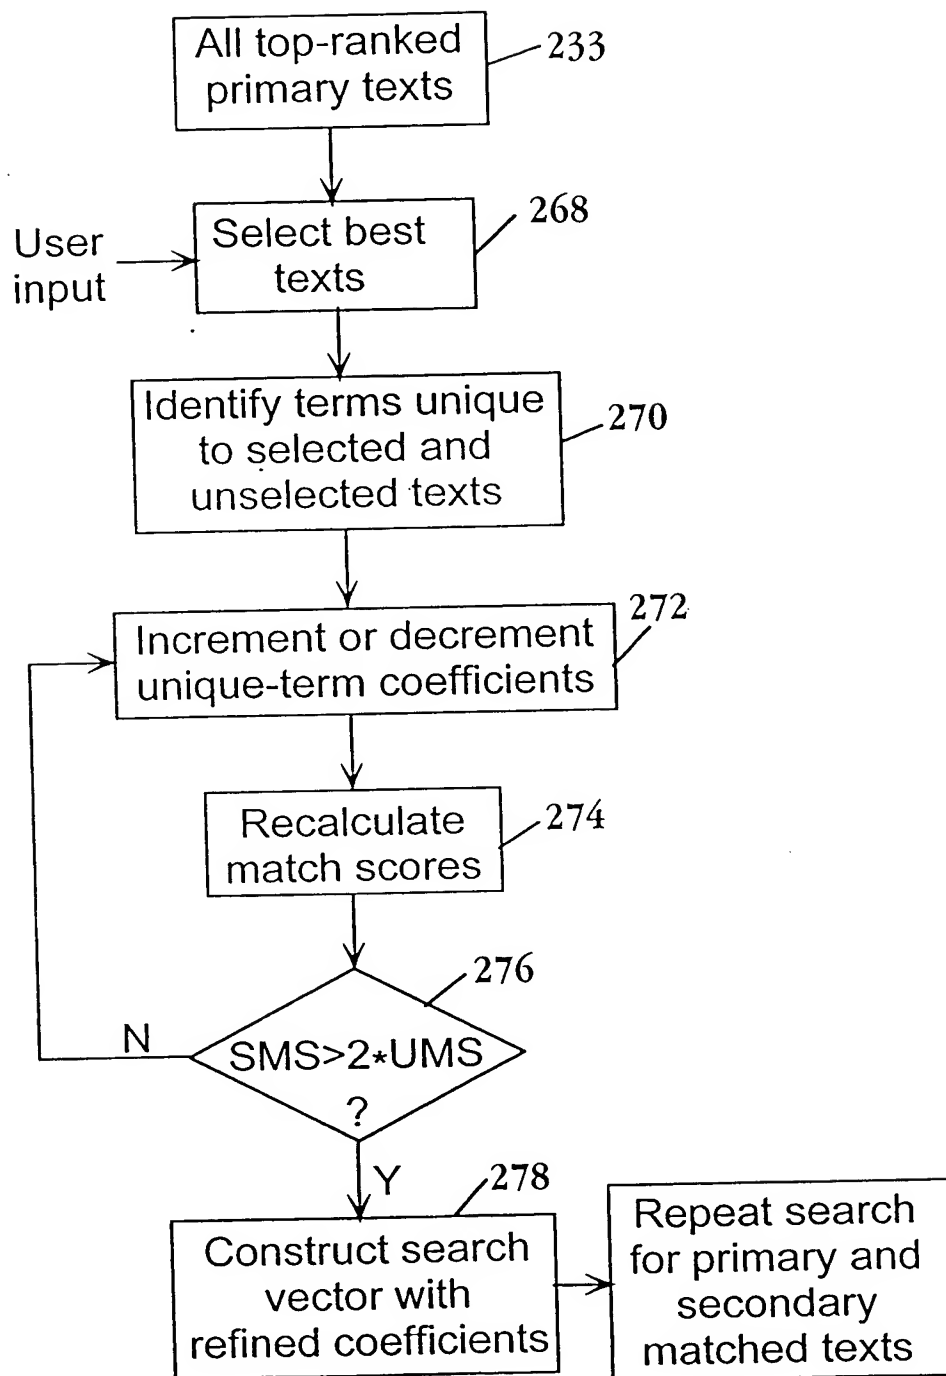 All top-ranked
primary texts
233
User
input
Select best
texts
268
Identify terms unique
to selected and
unselected texts
270
Increment or decrement
unique-term coefficients
272
Recalculate
match scores
274
276
N
SMS>2*UMS
?
Y
278
Construct search
vector with
refined coefficients
Repeat search
for primary and
secondary
matched texts